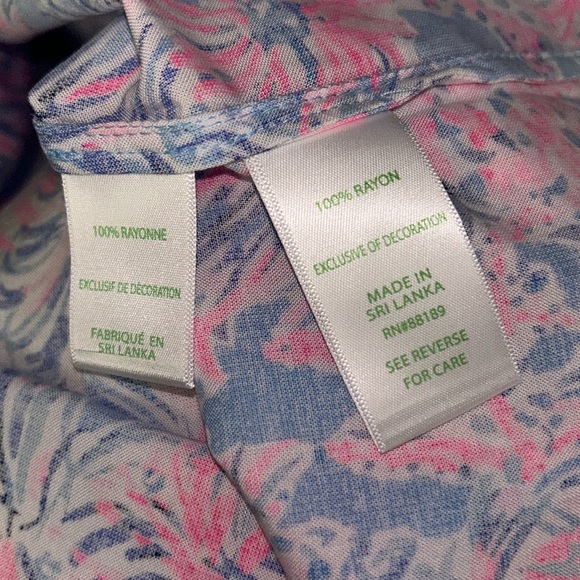 100% RAYONNE
EXCLUSIF DE DÉCORATION
FABRIQUÉ EN
SRI LANKA
100% RAYON
EXCLUSIVE OF DECORATION
MADE IN
SRI LANKA
RN#88189
SEE REVERSE
FOR CARE